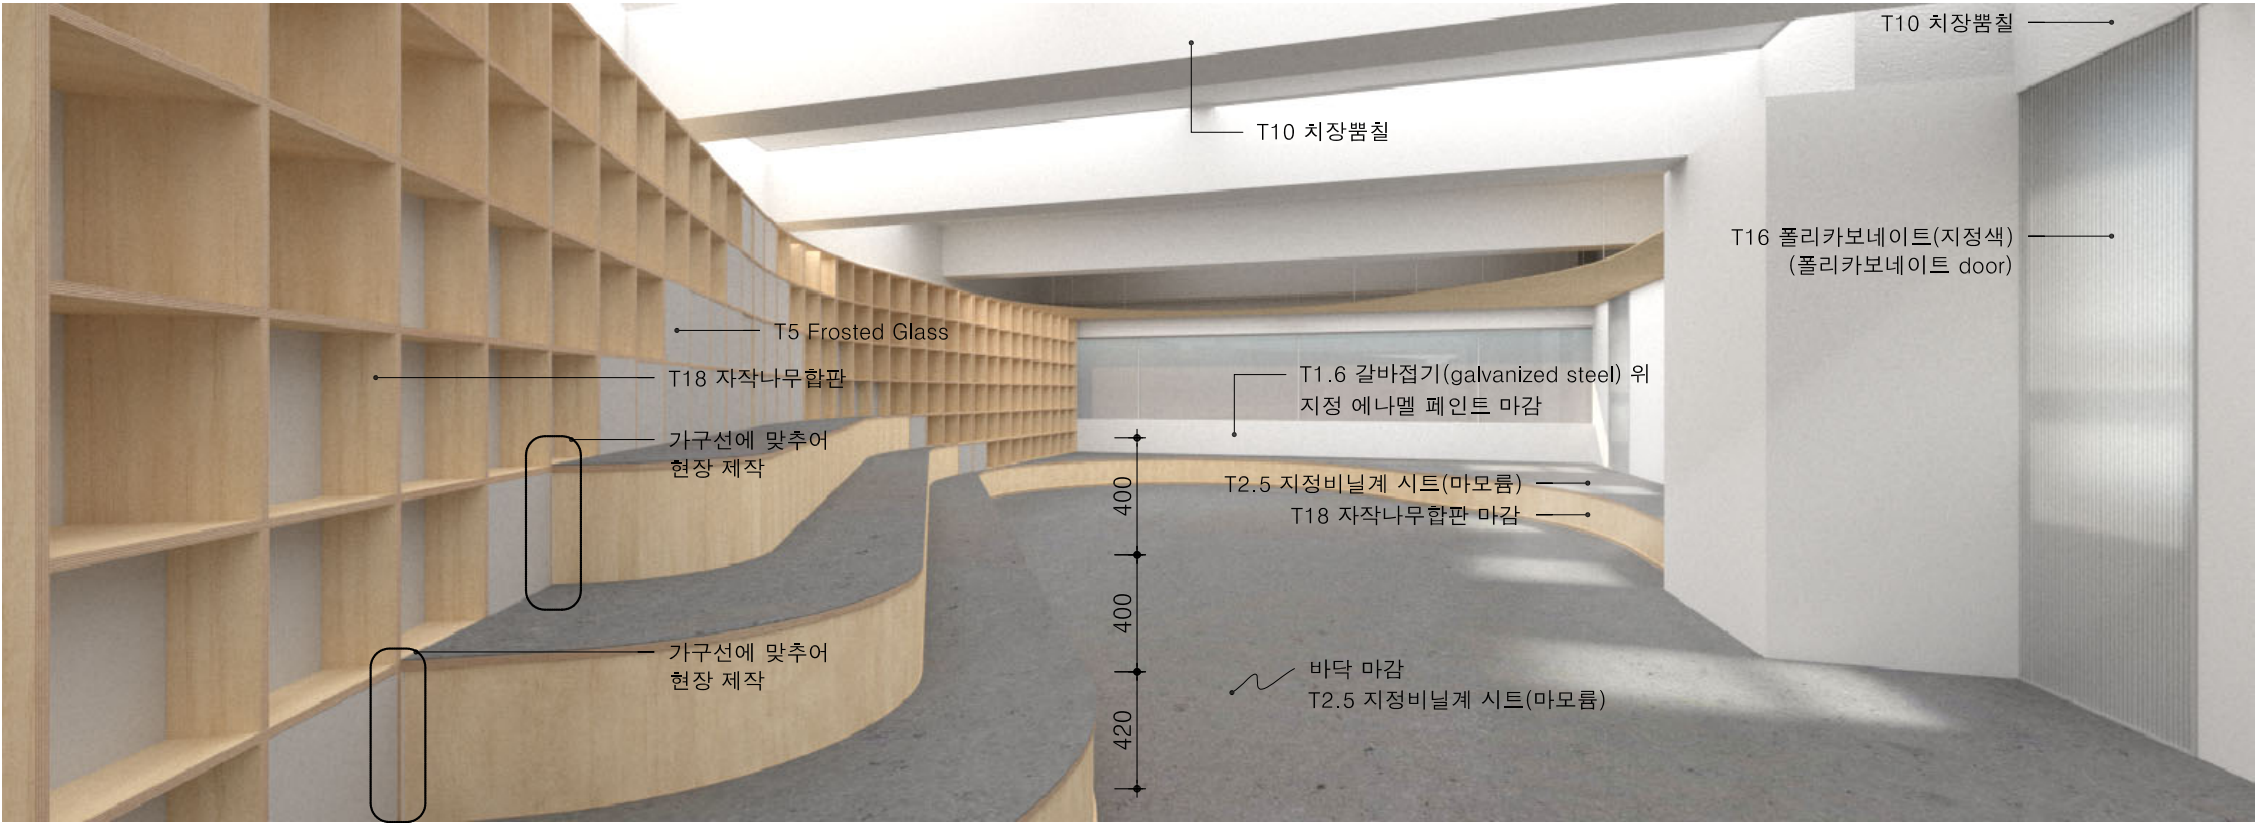 T10 치장뿜칠
T10 치장뿜칠
T16 폴리카보네이트(지정색)
(폴리카보네이트 door)
T5 Frosted Glass
T18 자작나무합판
T1.6 갈바접기(galvanized steel) 위
지정 에나멜 페인트 마감
가구선에 맞추어
현장 제작
400
T2.5 지정비닐계 시트(마모륨)
T18 자작나무합판 마감
400
가구선에 맞추어
현장 제작
바닥 마감
T2.5 지정비닐계 시트(마모륨)
420